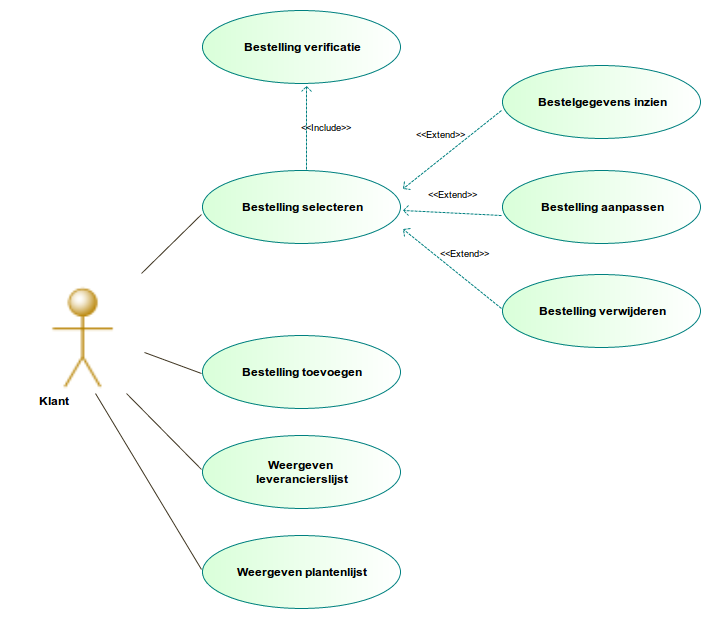 Bestelling verificatie
Bestelgegevens inzien
<<Include>>
<<Extend>>
Bestelling selecteren
<<Extend>>
Bestelling aanpassen
<<Extend>>
Bestelling verwijderen
Bestelling toevoegen
Klant
Weergeven
leverancierslijst
Weergeven plantenlijst